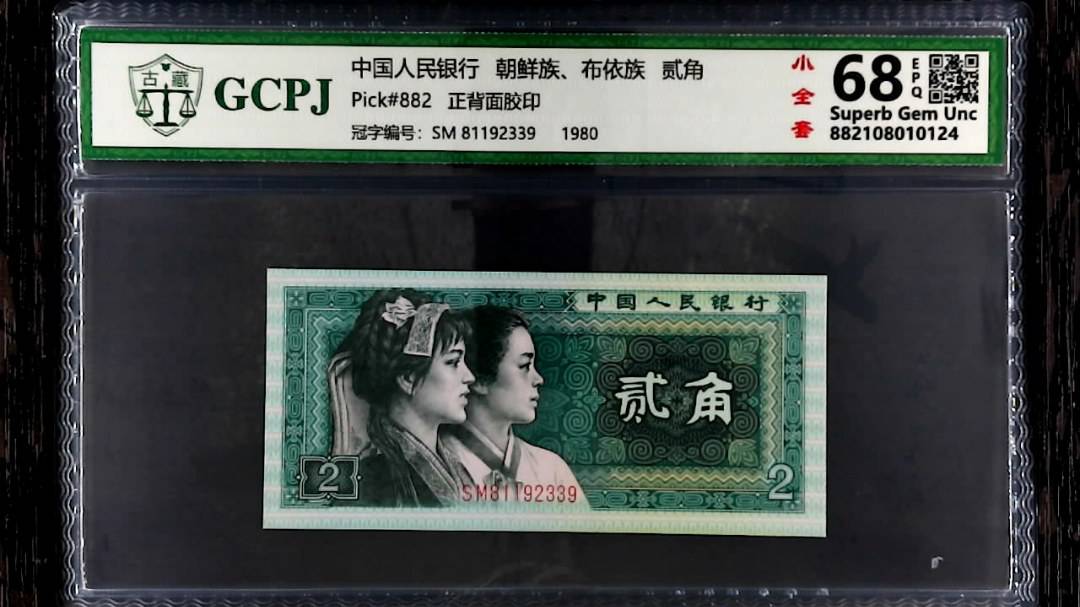 古藏
GCPJ
中国人民银行 朝鲜族、布依族 贰角
Pick#882 正背面胶印
冠字编号: SM 81192339 1980
小全套
68
EPQ
Superb Gem Unc
882108010124
中国人民银行
贰角
2
SM81192339
2